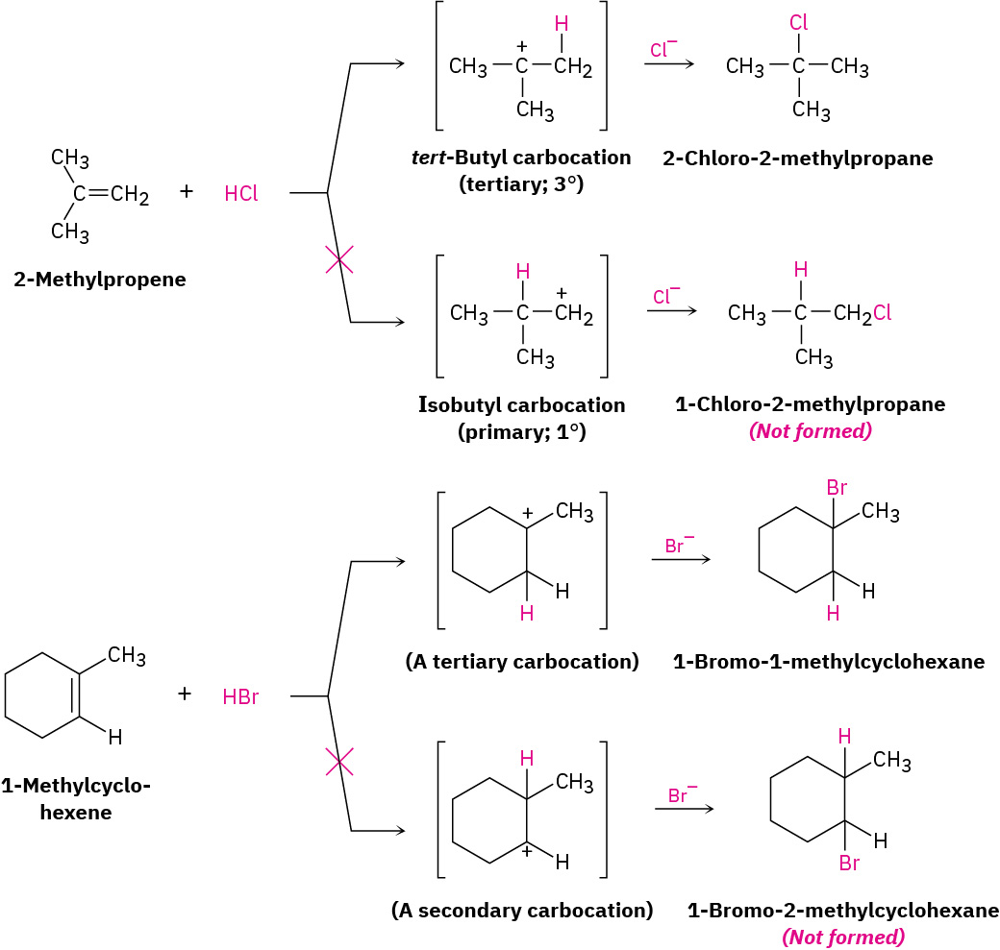 H
+
CH₃—C—CH₂
CH₃
tert-Butyl carbocation
(tertiary; 3°)
Cl⁻
Cl
CH₃—C—CH₃
CH₃
2-Chloro-2-methylpropane
CH₃
C=CH₂
CH₃
2-Methylpropene
+
HCl
H
+
CH₃—C—CH₂
CH₃
Isobutyl carbocation
(primary; 1°)
Cl⁻
H
CH₃—C—CH₂Cl
CH₃
1-Chloro-2-methylpropane
(Not formed)
+
CH₃
H
H
(A tertiary carbocation)
Br⁻
Br
CH₃
H
H
1-Bromo-1-methylcyclohexane
CH₃
H
1-Methylcyclo-
hexene
+
HBr
H
CH₃
+
H
(A secondary carbocation)
Br⁻
H
CH₃
H
Br
1-Bromo-2-methylcyclohexane
(Not formed)